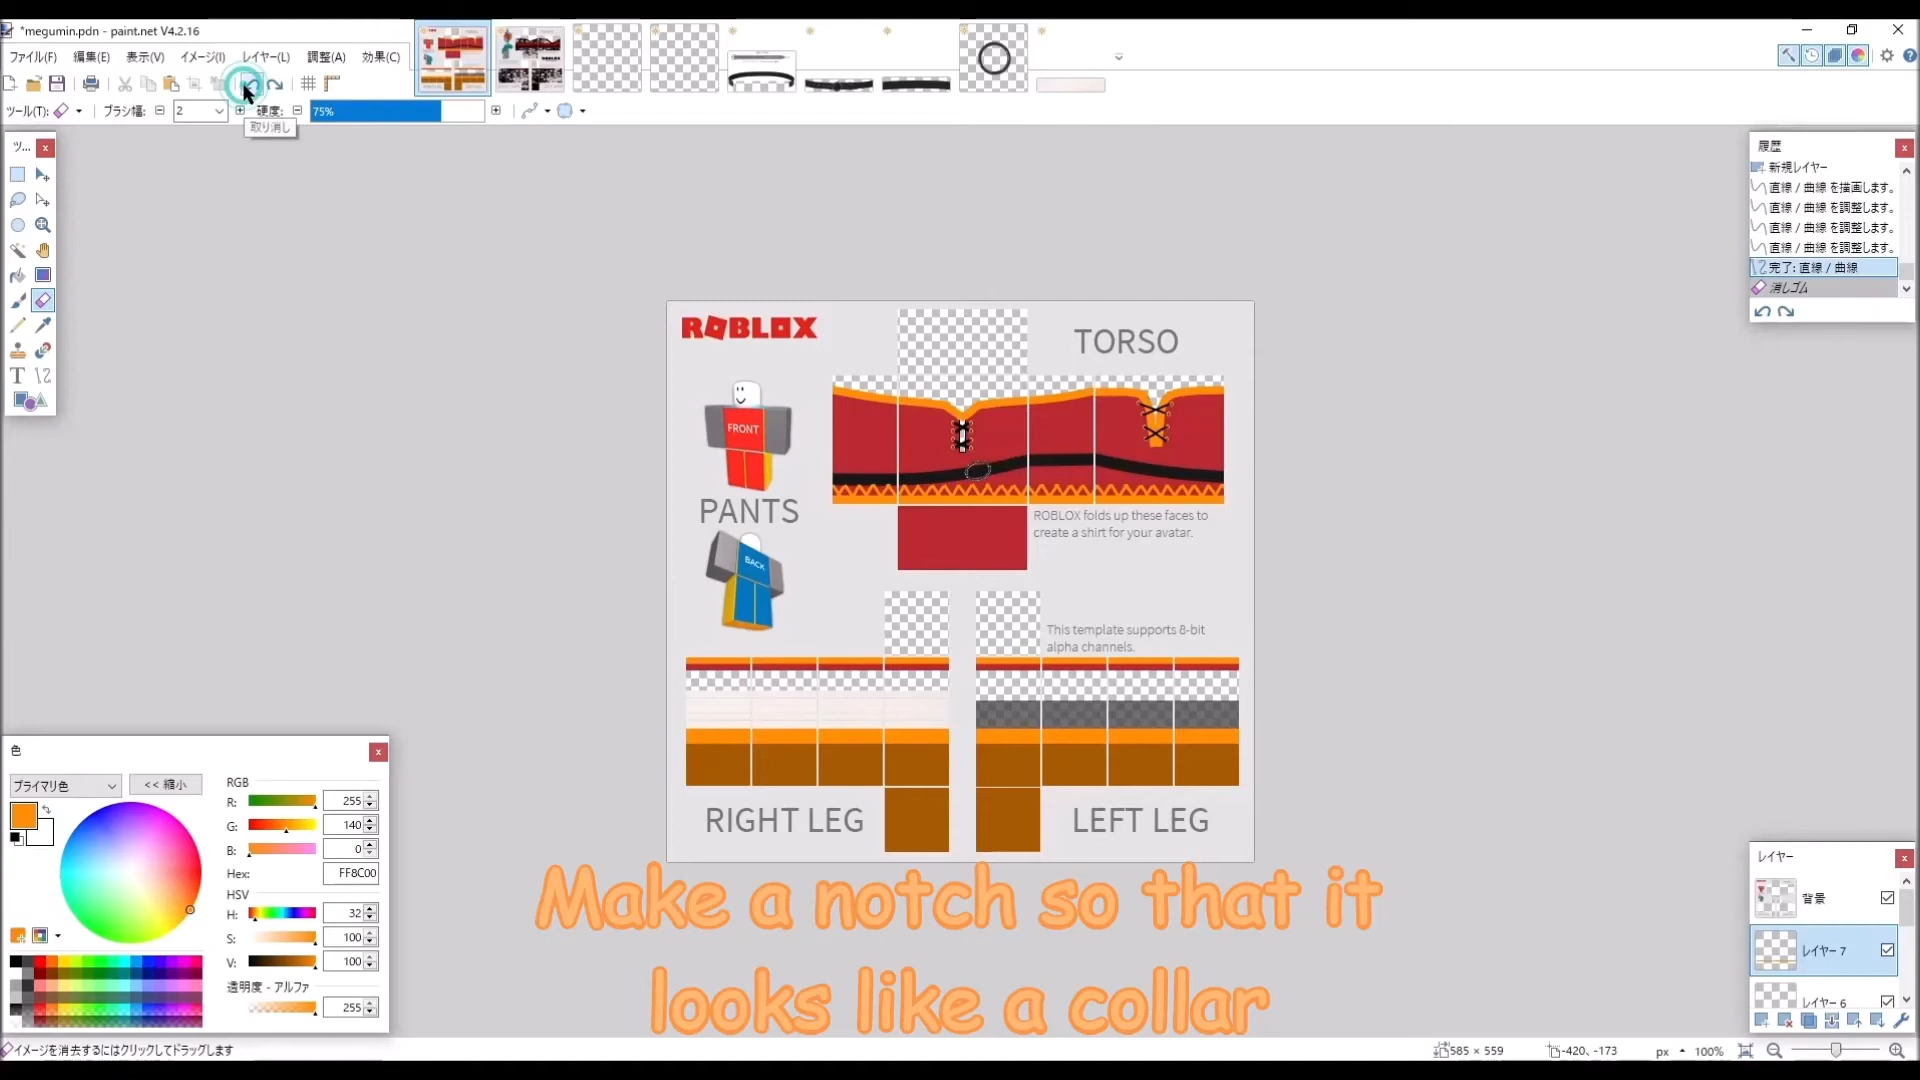 *megumin.pdn - paint.net V4.2.16
ファイル(F) 編集(E) 表示(V) イメージ(I) レイヤー(L) 調整(A) 効果(C)
ツール(T): ブラシ幅: 2 硬度: 75%
取り消し
ツ...
履歴
新規レイヤー
直線 / 曲線 を描画します。
直線 / 曲線 を調整します。
直線 / 曲線 を調整します。
直線 / 曲線 を調整します。
完了: 直線 / 曲線
消しゴム
ROBLOX
TORSO
FRONT
PANTS
ROBLOX folds up these faces to
create a shirt for your avatar.
BACK
This template supports 8-bit
alpha channels.
RIGHT LEG
LEFT LEG
色
プライマリ色
<< 縮小
RGB
R: 255
G: 140
B: 0
Hex: FF8C00
HSV
H: 32
S: 100
V: 100
透明度 - アルファ
255
レイヤー
背景
レイヤー 7
レイヤー 6
Make a notch so that it
looks like a collar
イメージを消去するにはクリックしてドラッグします
585 × 559
-420, -173
px
100%